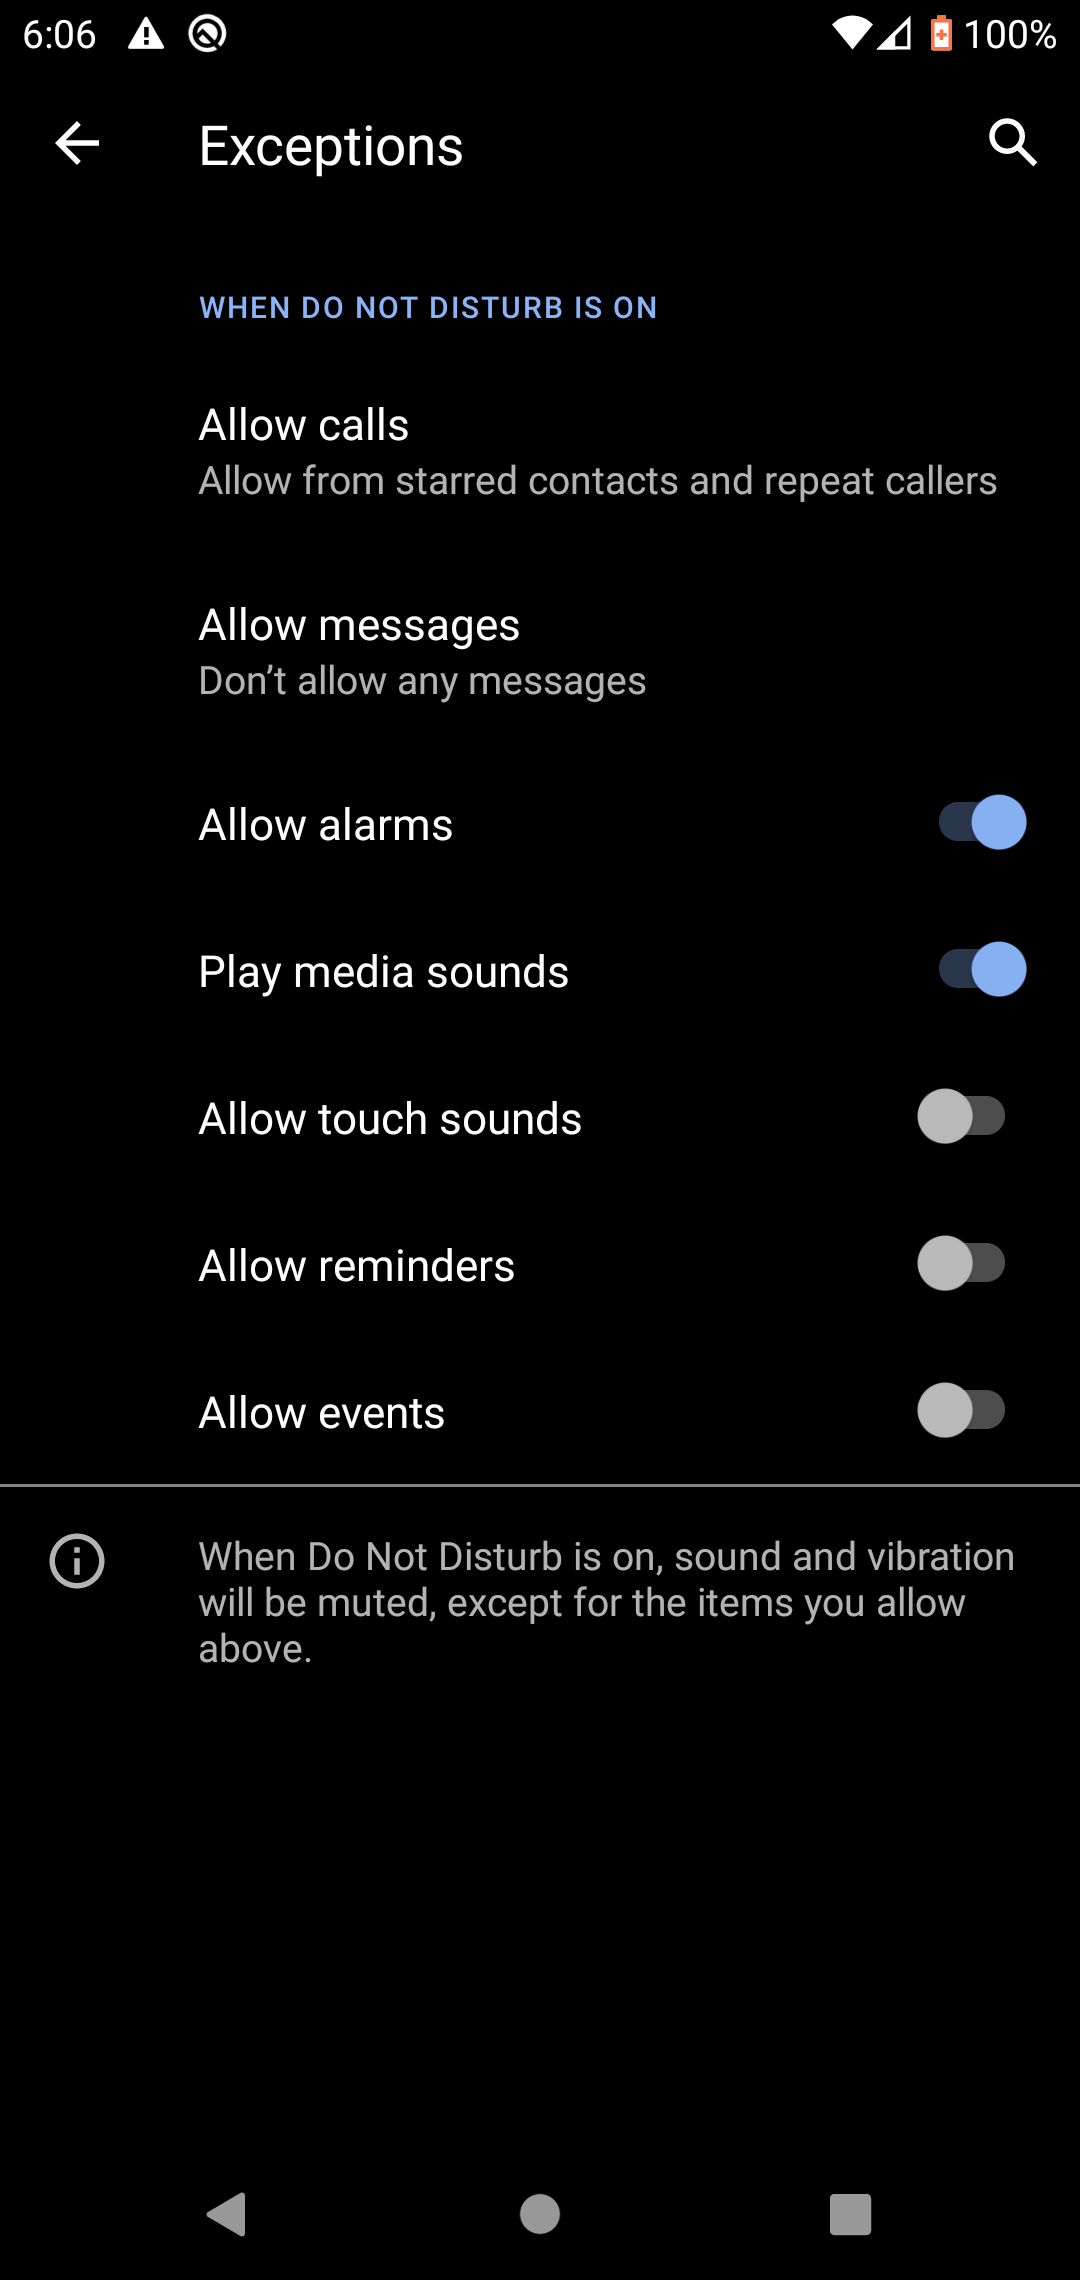 6:06
100%
Exceptions
WHEN DO NOT DISTURB IS ON
Allow calls
Allow from starred contacts and repeat callers
Allow messages
Don’t allow any messages
Allow alarms
Play media sounds
Allow touch sounds
Allow reminders
Allow events
When Do Not Disturb is on, sound and vibration
will be muted, except for the items you allow
above.